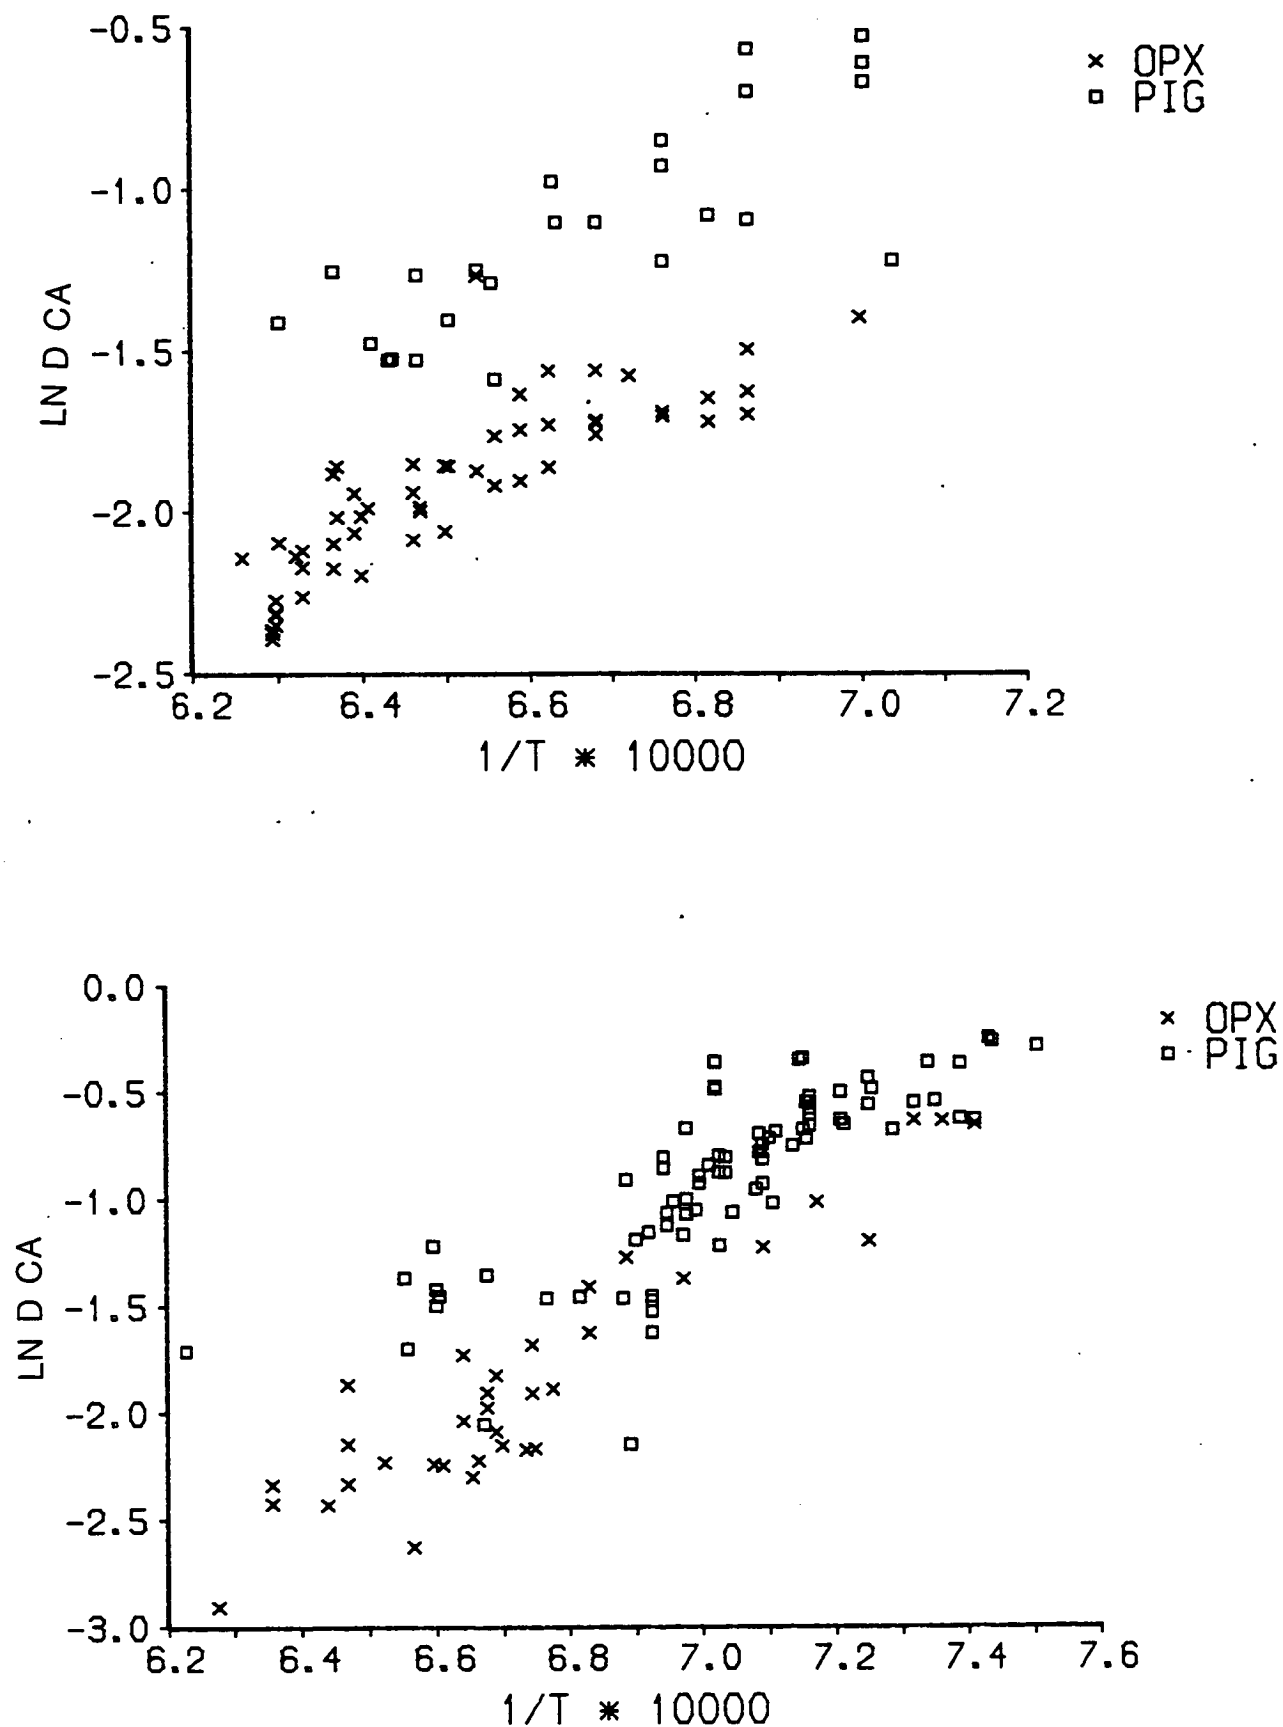 -0.5
× OPX
□ PIG
-1.0
-1.5
-2.0
-2.5
LN D CA
6.2 6.4 6.6 6.8 7.0 7.2
1/T * 10000
0.0
× OPX
□ PIG
-0.5
-1.0
-1.5
-2.0
-2.5
-3.0
LN D CA
6.2 6.4 6.6 6.8 7.0 7.2 7.4 7.6
1/T * 10000